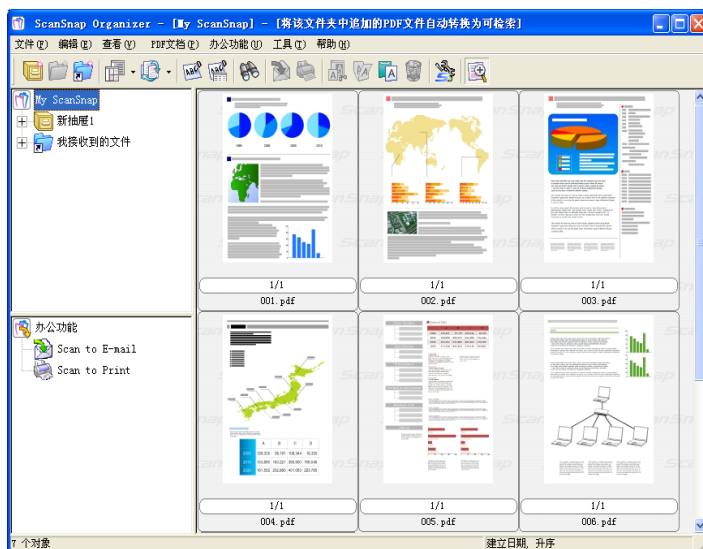 ScanSnap Organizer - [My ScanSnap] - [将该文件夹中追加的PDF文件自动转换为可检索]
文件(F) 编辑(E) 查看(V) PDF文档(P) 办公功能(U) 工具(T) 帮助(H)
My ScanSnap
新抽屉1
我接收到的文件
办公功能
Scan to E-mail
Scan to Print
1/1
001.pdf
1/1
002.pdf
1/1
003.pdf
1/1
004.pdf
1/1
005.pdf
1/1
006.pdf
7 个对象
建立日期, 升序